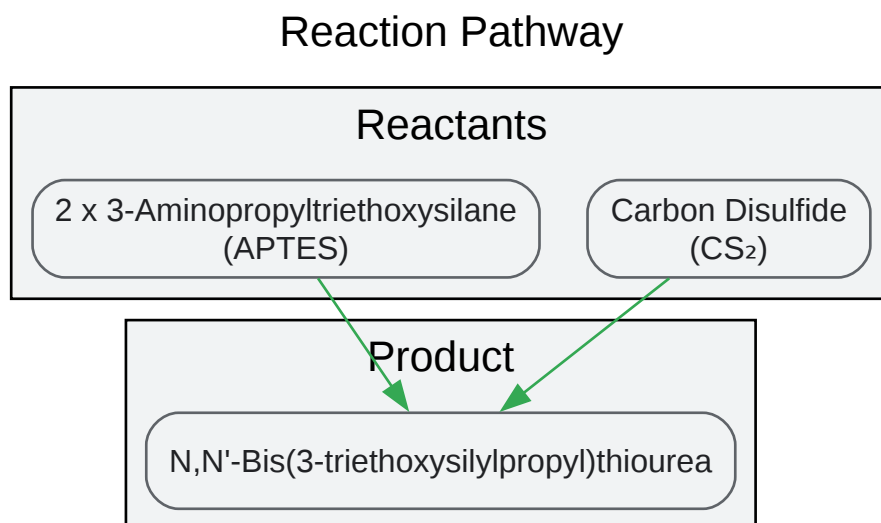 Reaction Pathway
Reactants
2 x 3-Aminopropyltriethoxysilane
(APTES)
Carbon Disulfide
(CS₂)
Product
N,N'-Bis(3-triethoxysilylpropyl)thiourea